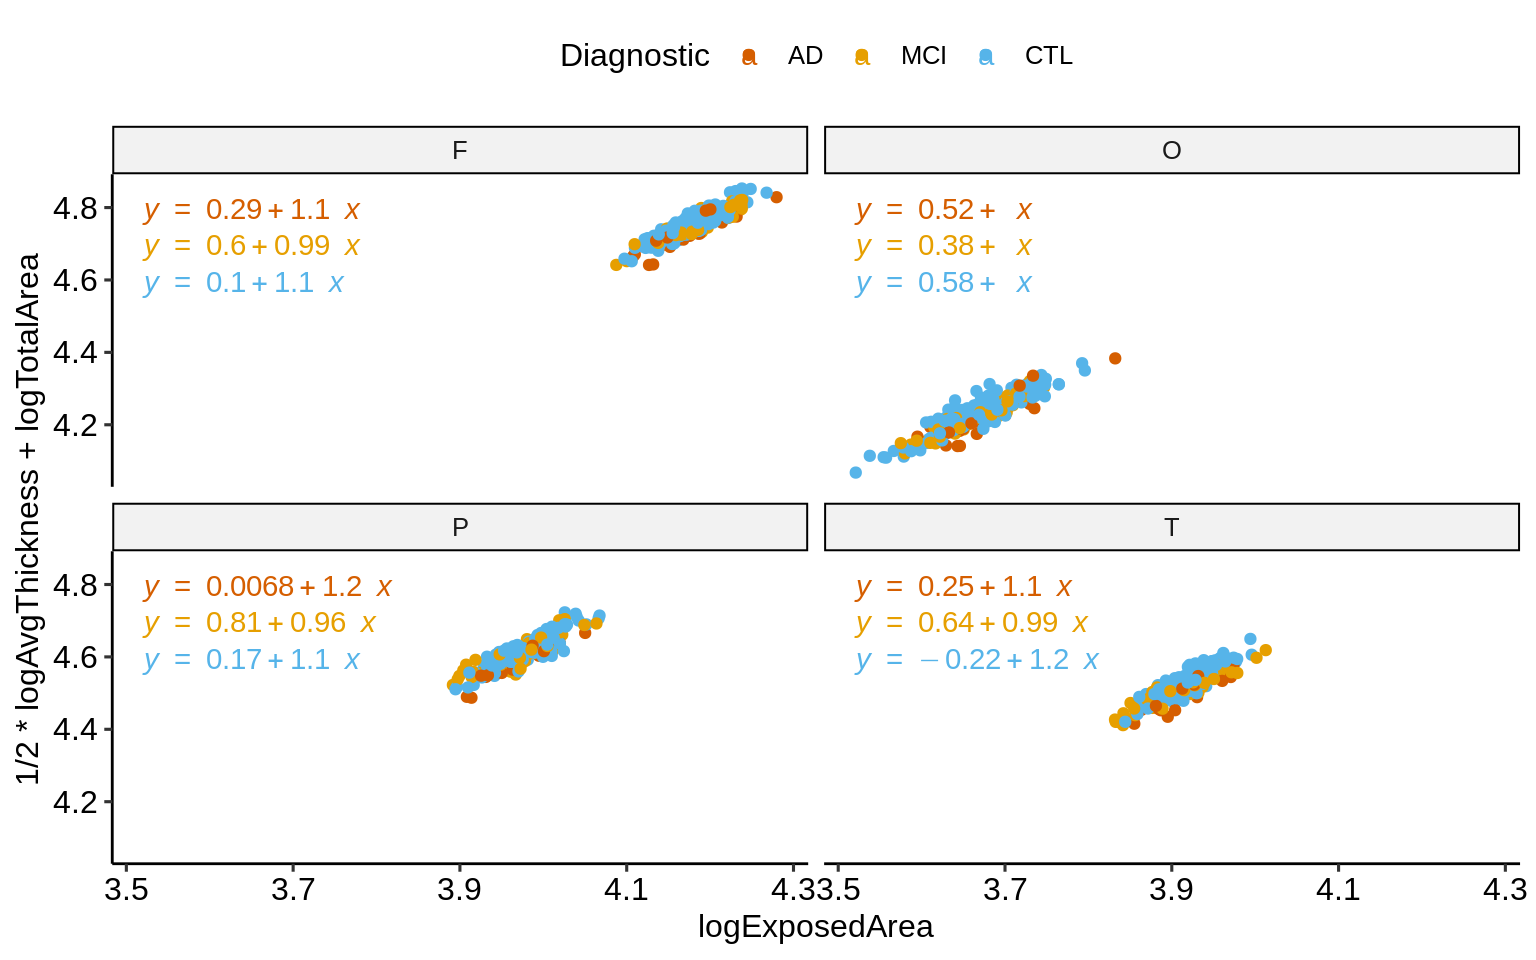 Diagnostic a AD a MCI a CTL
F
O
y = 0.29 + 1.1 x
y = 0.6 + 0.99 x
y = 0.1 + 1.1 x
y = 0.52 + x
y = 0.38 + x
y = 0.58 + x
4.8
4.6
4.4
4.2
P
T
y = 0.0068 + 1.2 x
y = 0.81 + 0.96 x
y = 0.17 + 1.1 x
y = 0.25 + 1.1 x
y = 0.64 + 0.99 x
y = − 0.22 + 1.2 x
4.8
4.6
4.4
4.2
1/2 * logAvgThickness + logTotalArea
3.5 3.7 3.9 4.1 4.3 3.5 3.7 3.9 4.1 4.3
logExposedArea